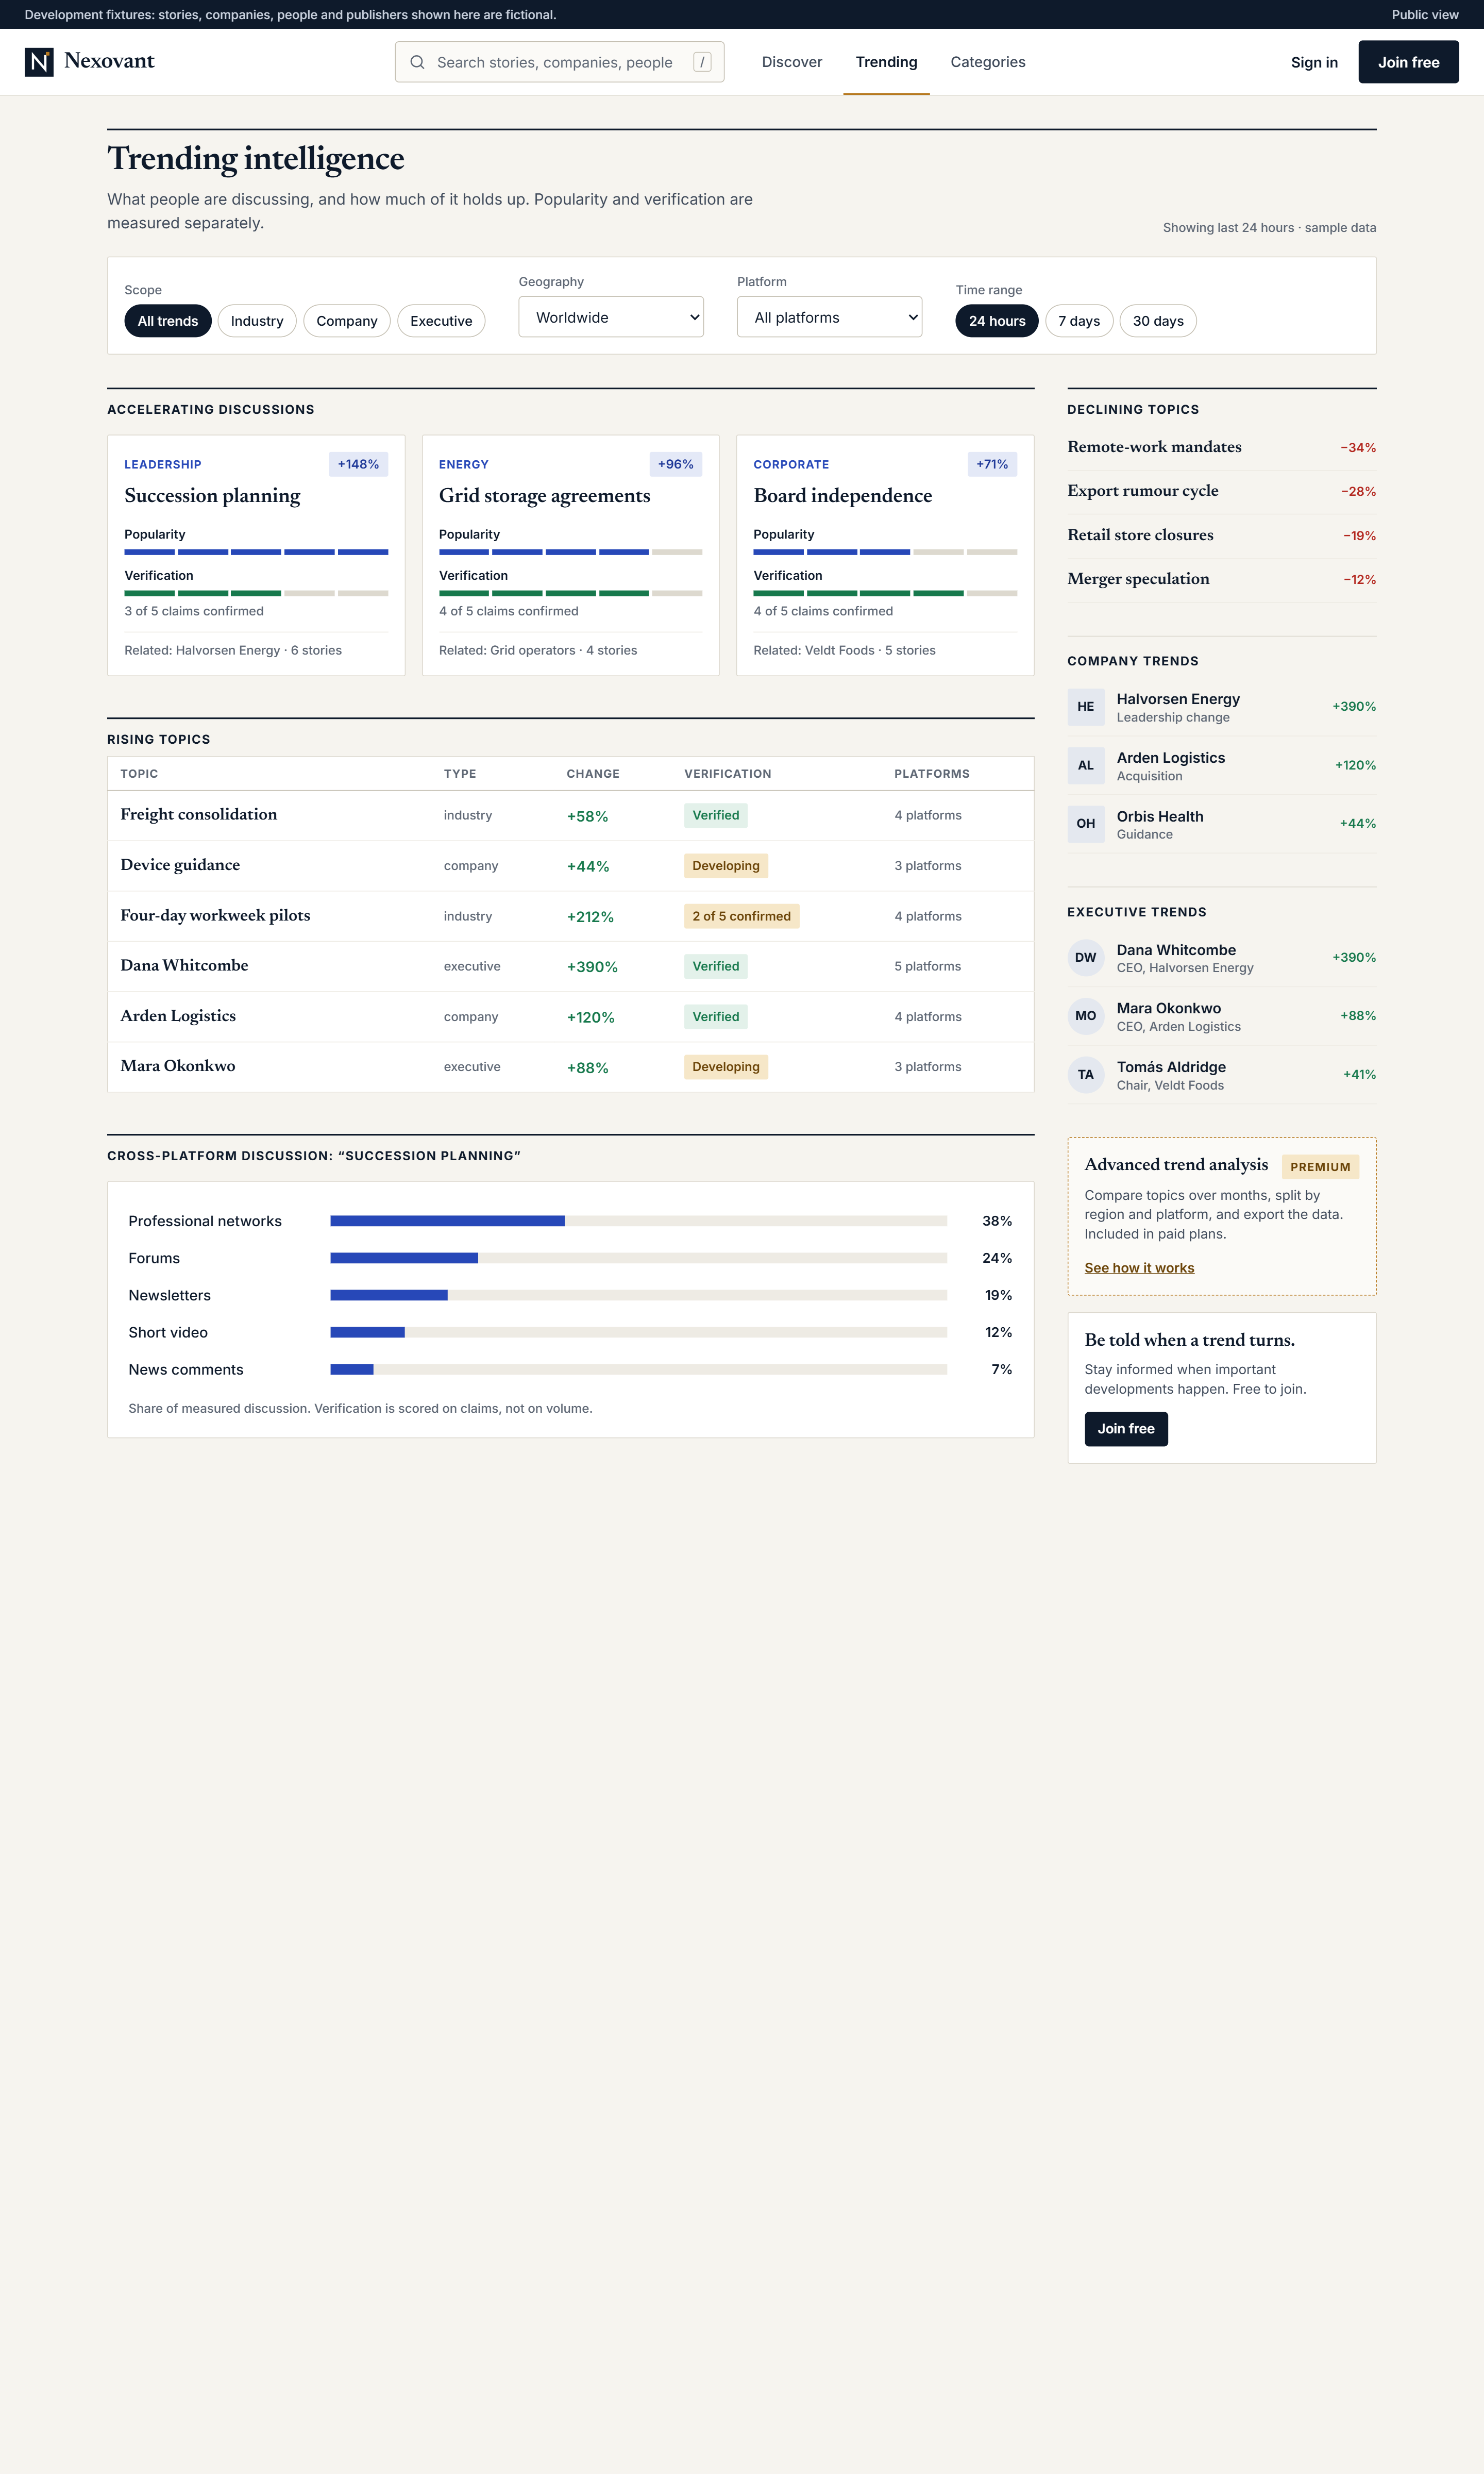 Development fixtures: stories, companies, people and publishers shown here are fictional.
Public view
N
Nexovant
Search stories, companies, people
/
Discover
Trending
Categories
Sign in
Join free
Trending intelligence
What people are discussing, and how much of it holds up. Popularity and verification are
measured separately.
Showing last 24 hours · sample data
Scope
All trends
Industry
Company
Executive
Geography
Worldwide
Platform
All platforms
Time range
24 hours
7 days
30 days
ACCELERATING DISCUSSIONS
LEADERSHIP
+148%
Succession planning
Popularity
Verification
3 of 5 claims confirmed
Related: Halvorsen Energy · 6 stories
ENERGY
+96%
Grid storage agreements
Popularity
Verification
4 of 5 claims confirmed
Related: Grid operators · 4 stories
CORPORATE
+71%
Board independence
Popularity
Verification
4 of 5 claims confirmed
Related: Veldt Foods · 5 stories
RISING TOPICS
TOPIC TYPE CHANGE VERIFICATION PLATFORMS
Freight consolidation industry +58% Verified 4 platforms
Device guidance company +44% Developing 3 platforms
Four-day workweek pilots industry +212% 2 of 5 confirmed 4 platforms
Dana Whitcombe executive +390% Verified 5 platforms
Arden Logistics company +120% Verified 4 platforms
Mara Okonkwo executive +88% Developing 3 platforms
CROSS-PLATFORM DISCUSSION: “SUCCESSION PLANNING”
Professional networks 38%
Forums 24%
Newsletters 19%
Short video 12%
News comments 7%
Share of measured discussion. Verification is scored on claims, not on volume.
DECLINING TOPICS
Remote-work mandates −34%
Export rumour cycle −28%
Retail store closures −19%
Merger speculation −12%
COMPANY TRENDS
HE
Halvorsen Energy
Leadership change
+390%
AL
Arden Logistics
Acquisition
+120%
OH
Orbis Health
Guidance
+44%
EXECUTIVE TRENDS
DW
Dana Whitcombe
CEO, Halvorsen Energy
+390%
MO
Mara Okonkwo
CEO, Arden Logistics
+88%
TA
Tomás Aldridge
Chair, Veldt Foods
+41%
Advanced trend analysis
PREMIUM
Compare topics over months, split by
region and platform, and export the data.
Included in paid plans.
See how it works
Be told when a trend turns.
Stay informed when important
developments happen. Free to join.
Join free